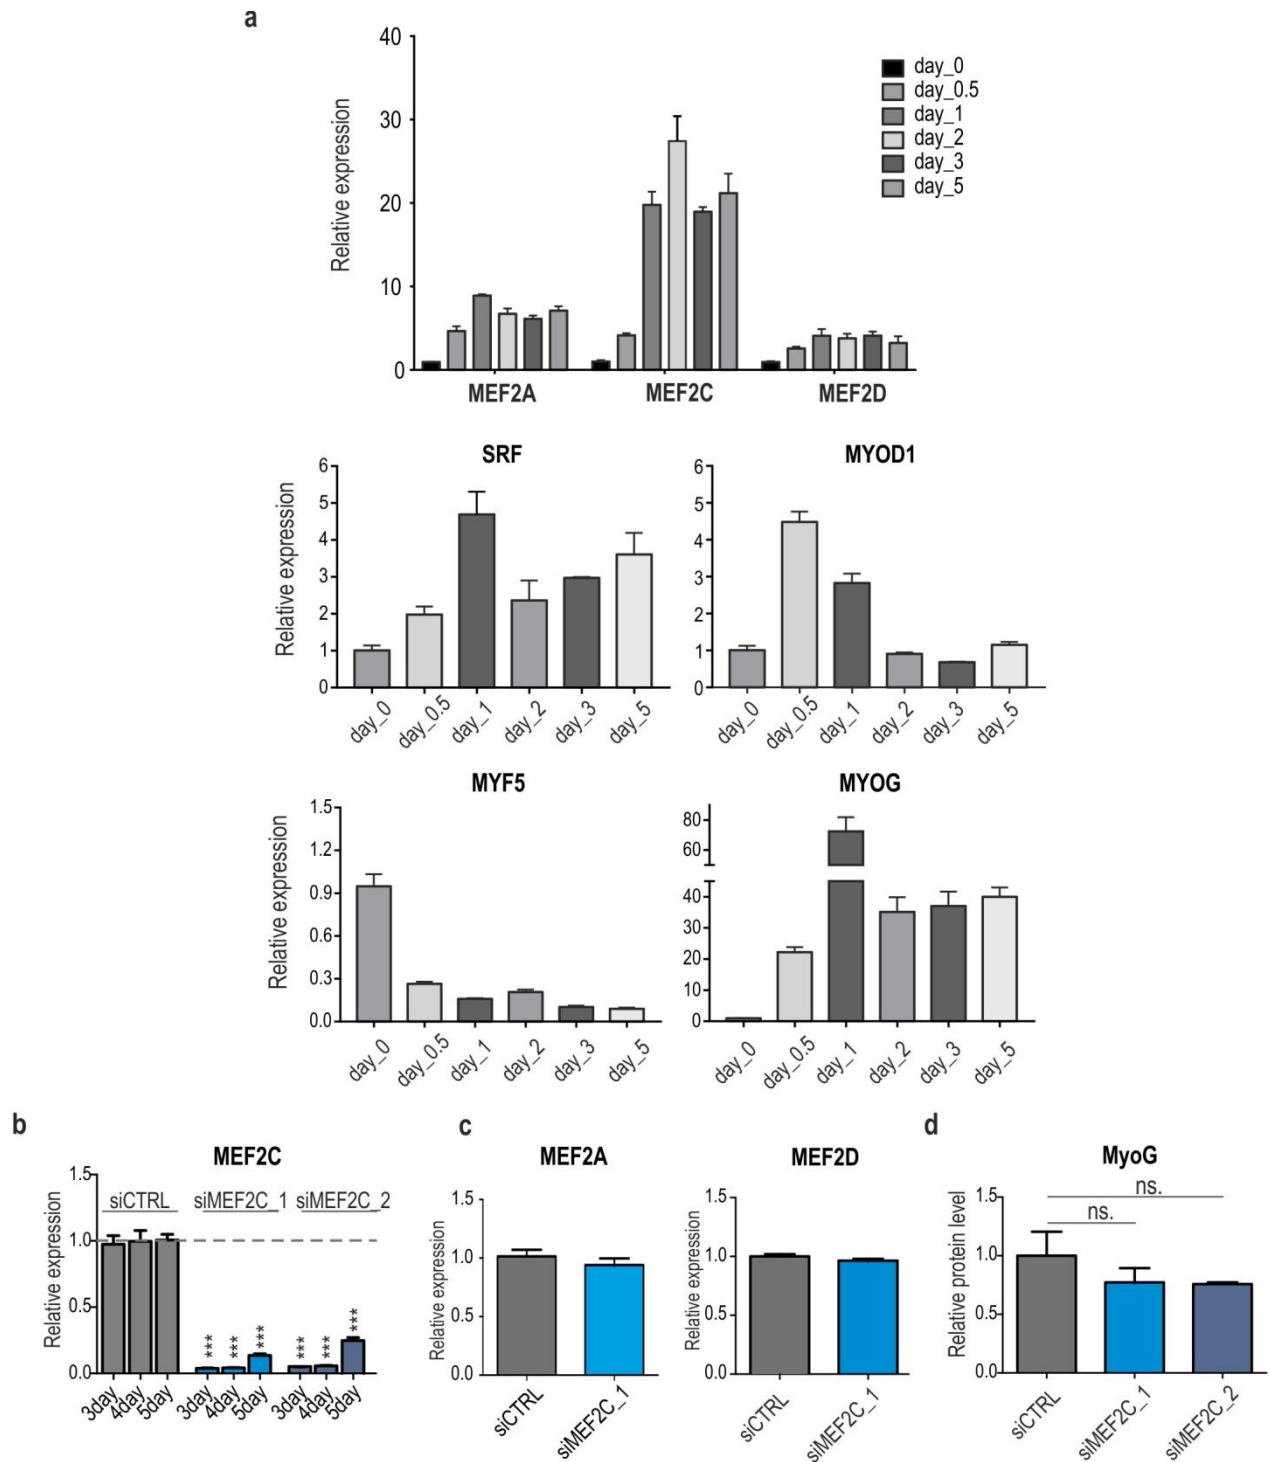 a
Relative expression
40
30
20
10
0
MEF2A MEF2C MEF2D
day_0
day_0.5
day_1
day_2
day_3
day_5
SRF
Relative expression
6
5
4
3
2
1
0
day_0 day_0.5 day_1 day_2 day_3 day_5
MYOD1
6
5
4
3
2
1
0
day_0 day_0.5 day_1 day_2 day_3 day_5
MYF5
Relative expression
1.5
1.2
0.9
0.6
0.3
0.0
day_0 day_0.5 day_1 day_2 day_3 day_5
MYOG
80
60
40
30
20
10
0
day_0 day_0.5 day_1 day_2 day_3 day_5
b
MEF2C
Relative expression
1.5
1.0
0.5
0.0
siCTRL siMEF2C_1 siMEF2C_2
*** *** *** *** *** ***
3day 4day 5day 3day 4day 5day 3day 4day 5day
c
MEF2A
Relative expression
1.5
1.0
0.5
0.0
siCTRL siMEF2C_1
MEF2D
Relative expression
1.5
1.0
0.5
0.0
siCTRL siMEF2C_1
d
MyoG
Relative protein level
1.5
1.0
0.5
0.0
ns.
ns.
siCTRL siMEF2C_1 siMEF2C_2